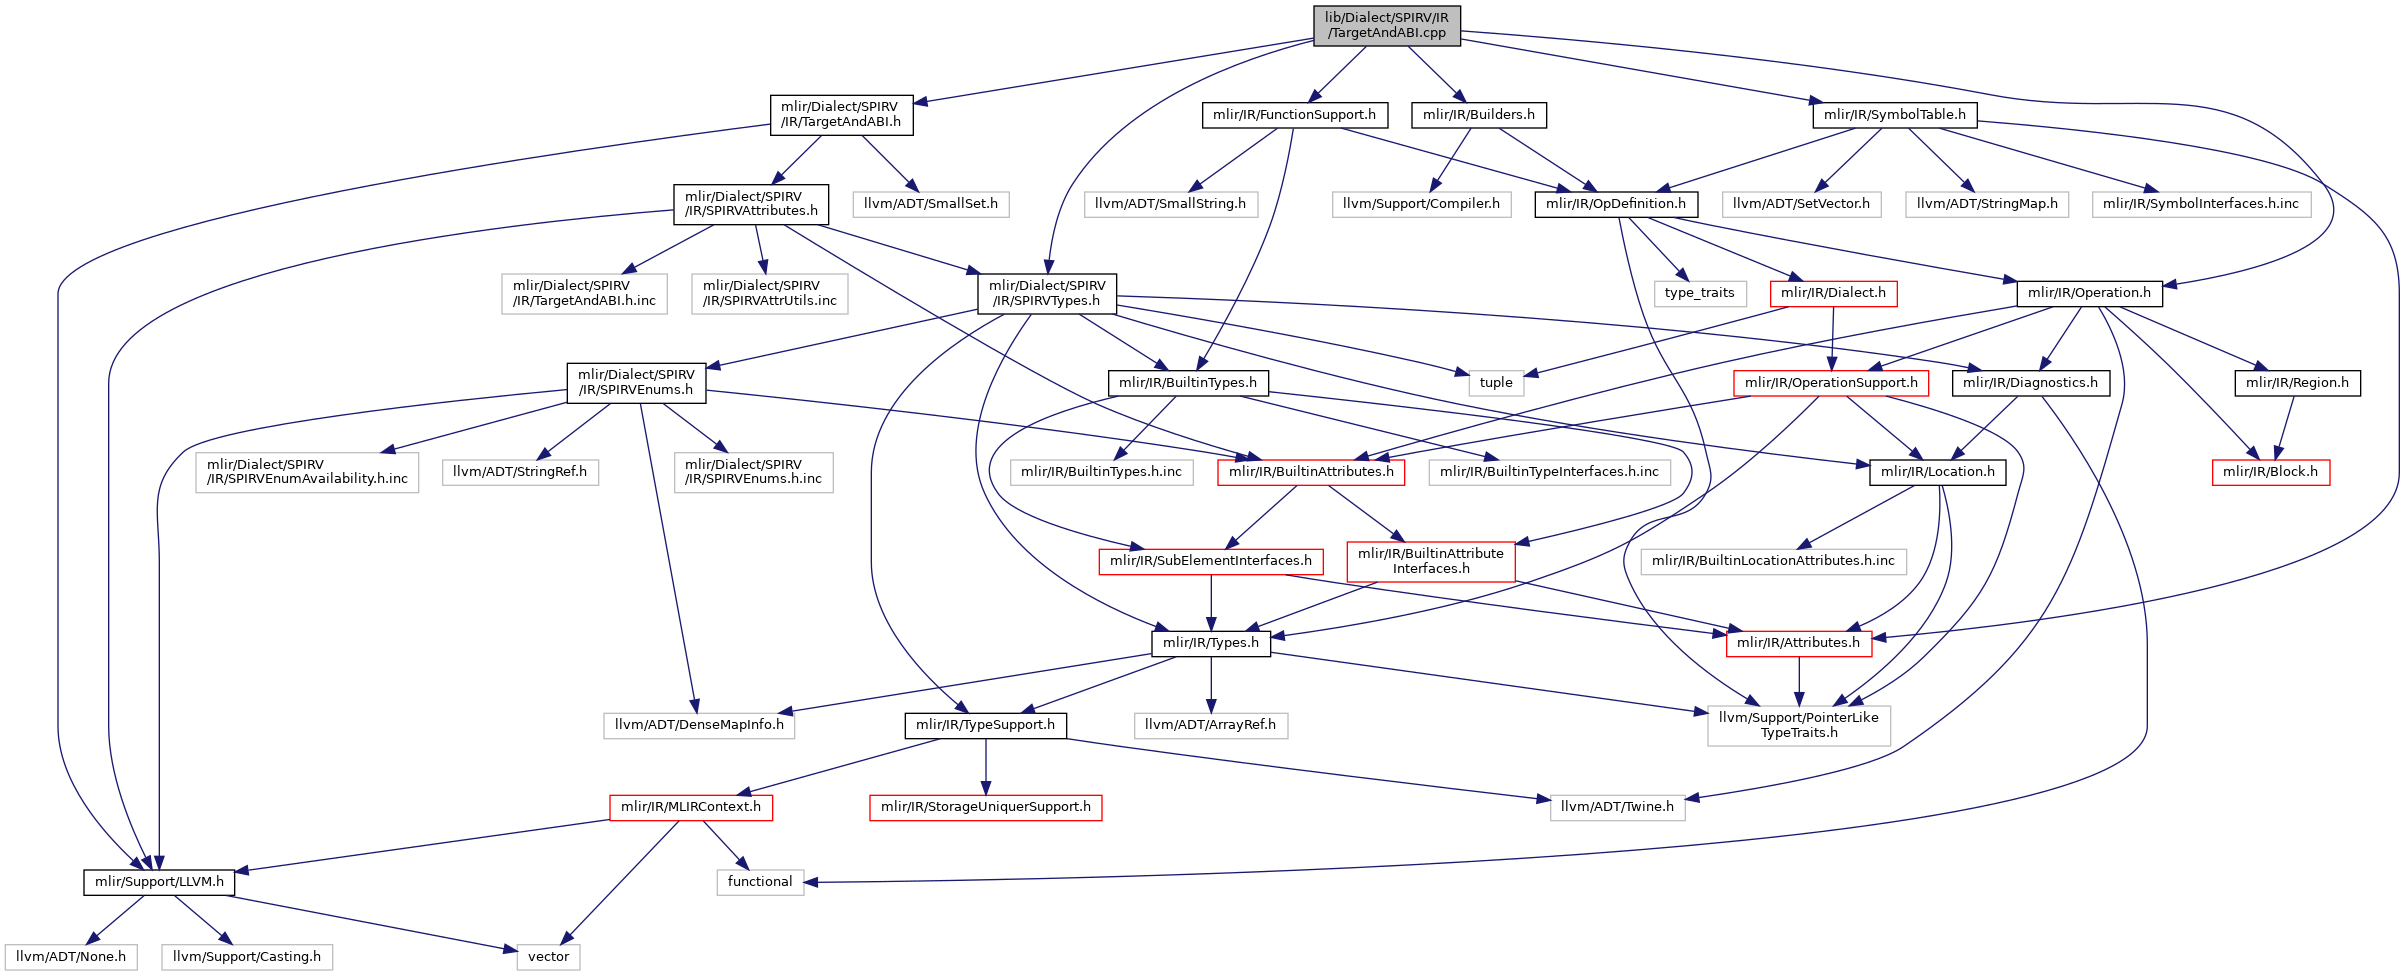 lib/Dialect/SPIRV/IR
/TargetAndABI.cpp
mlir/Dialect/SPIRV
/IR/TargetAndABI.h
mlir/IR/FunctionSupport.h
mlir/IR/Builders.h
mlir/IR/SymbolTable.h
mlir/Dialect/SPIRV
/IR/SPIRVAttributes.h
llvm/ADT/SmallSet.h
llvm/ADT/SmallString.h
llvm/Support/Compiler.h
mlir/IR/OpDefinition.h
llvm/ADT/SetVector.h
llvm/ADT/StringMap.h
mlir/IR/SymbolInterfaces.h.inc
mlir/Dialect/SPIRV
/IR/TargetAndABI.h.inc
mlir/Dialect/SPIRV
/IR/SPIRVAttrUtils.inc
mlir/Dialect/SPIRV
/IR/SPIRVTypes.h
type_traits
mlir/IR/Dialect.h
mlir/IR/Operation.h
mlir/Dialect/SPIRV
/IR/SPIRVEnums.h
mlir/IR/BuiltinTypes.h
tuple
mlir/IR/OperationSupport.h
mlir/IR/Diagnostics.h
mlir/IR/Region.h
mlir/Dialect/SPIRV
/IR/SPIRVEnumAvailability.h.inc
llvm/ADT/StringRef.h
mlir/Dialect/SPIRV
/IR/SPIRVEnums.h.inc
mlir/IR/BuiltinTypes.h.inc
mlir/IR/BuiltinAttributes.h
mlir/IR/BuiltinTypeInterfaces.h.inc
mlir/IR/Location.h
mlir/IR/Block.h
mlir/IR/SubElementInterfaces.h
mlir/IR/BuiltinAttribute
Interfaces.h
mlir/IR/BuiltinLocationAttributes.h.inc
mlir/IR/Types.h
mlir/IR/Attributes.h
llvm/ADT/DenseMapInfo.h
mlir/IR/TypeSupport.h
llvm/ADT/ArrayRef.h
llvm/Support/PointerLike
TypeTraits.h
mlir/IR/MLIRContext.h
mlir/IR/StorageUniquerSupport.h
llvm/ADT/Twine.h
mlir/Support/LLVM.h
functional
llvm/ADT/None.h
llvm/Support/Casting.h
vector